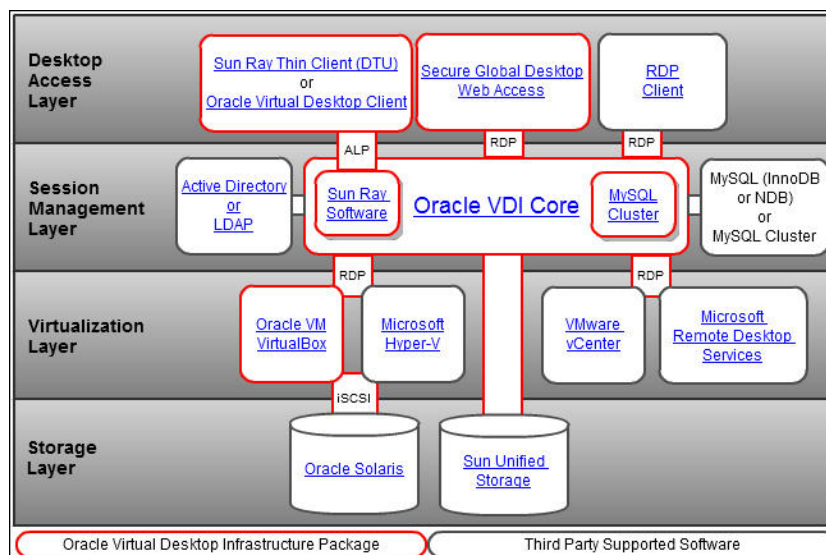 Desktop
Access
Layer
Sun Ray Thin Client (DTU)
or
Oracle Virtual Desktop Client
Secure Global Desktop
Web Access
RDP
Client
ALP
RDP
RDP
Session
Management
Layer
Active Directory
or
LDAP
Sun Ray
Software
Oracle VDI Core
MySQL
Cluster
MySQL (InnoDB
or NDB)
or
MySQL Cluster
RDP
RDP
Virtualization
Layer
Oracle VM
VirtualBox
Microsoft
Hyper-V
VMware
vCenter
Microsoft
Remote Desktop
Services
iSCSI
Storage
Layer
Oracle Solaris
Sun Unified
Storage
Oracle Virtual Desktop Infrastructure Package
Third Party Supported Software